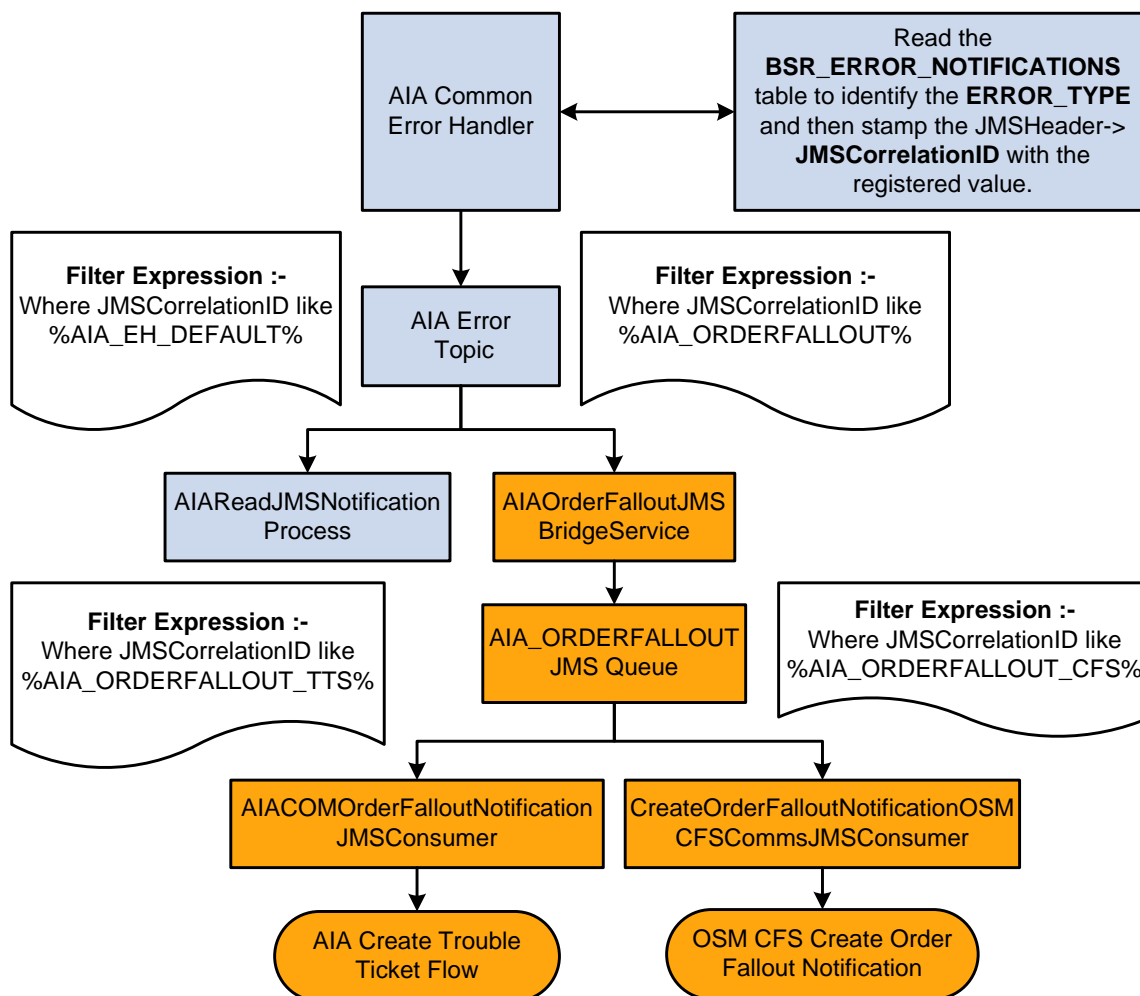 AIA Common
Error Handler
Read the
BSR_ERROR_NOTIFICATIONS
table to identify the ERROR_TYPE
and then stamp the JMSHeader->
JMSCorrelationID with the
registered value.
Filter Expression :-
Where JMSCorrelationID like
%AIA_EH_DEFAULT%
AIA Error
Topic
Filter Expression :-
Where JMSCorrelationID like
%AIA_ORDERFALLOUT%
AIAReadJMSNotification
Process
AIAOrderFalloutJMS
BridgeService
Filter Expression :-
Where JMSCorrelationID like
%AIA_ORDERFALLOUT_TTS%
AIA_ORDERFALLOUT
JMS Queue
Filter Expression :-
Where JMSCorrelationID like
%AIA_ORDERFALLOUT_CFS%
AIACOMOrderFalloutNotification
JMSConsumer
CreateOrderFalloutNotificationOSM
CFSCommsJMSConsumer
AIA Create Trouble
Ticket Flow
OSM CFS Create Order
Fallout Notification